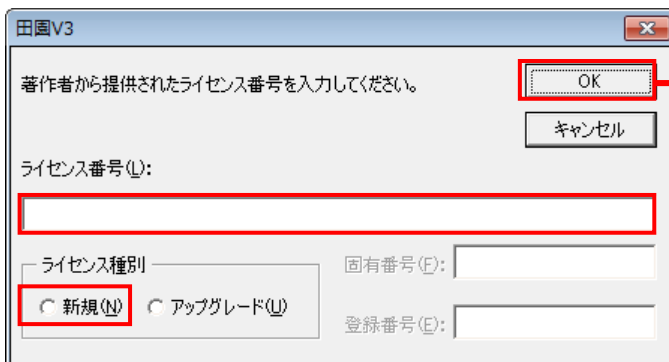 田園V3
著作者から提供されたライセンス番号を入力してください。
OK
キャンセル
ライセンス番号(L):
ライセンス種別
新規(N)
アップグレード(U)
固有番号(F):
登録番号(E):